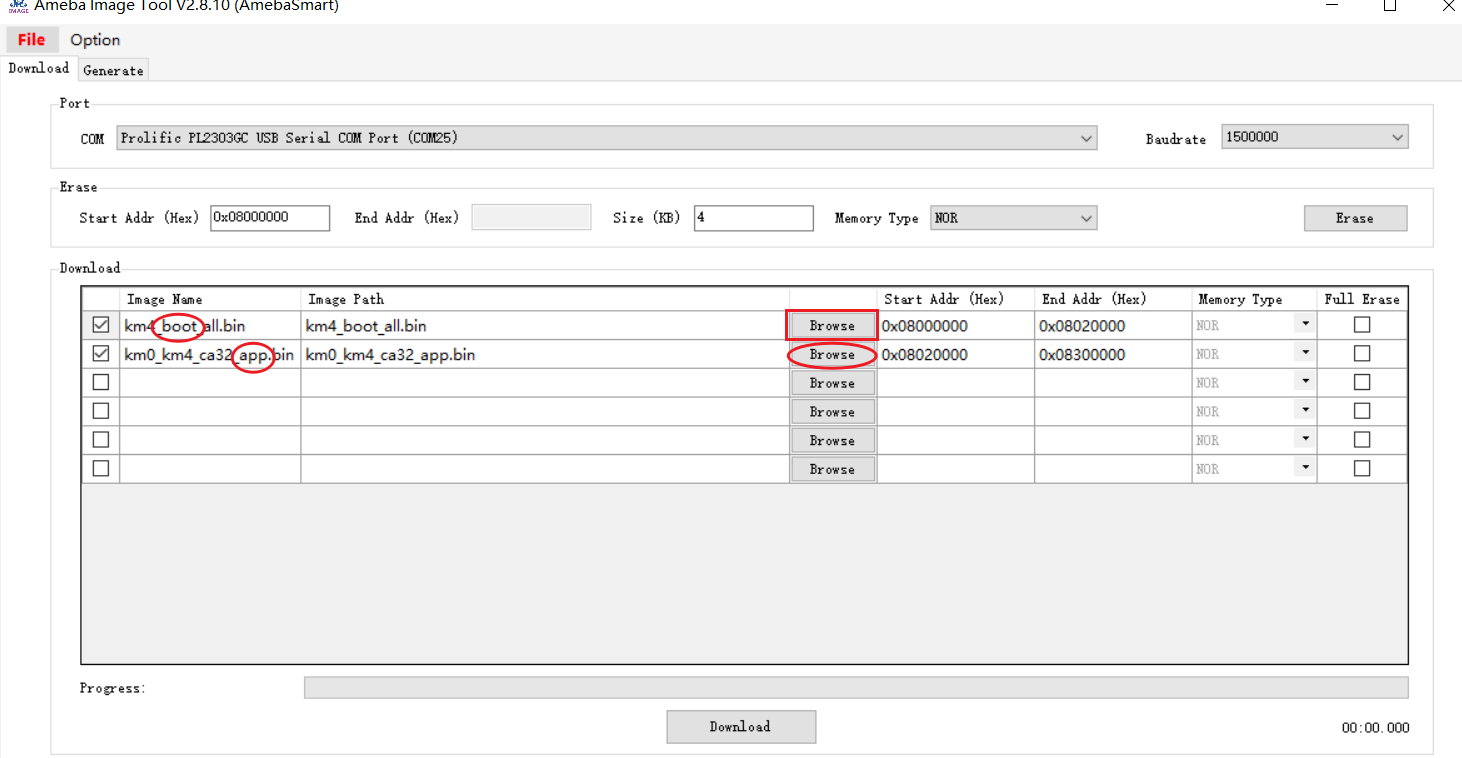 Ameba Image Tool V2.8.10 (AmebaSmart)
File Option
Download Generate
Port
COM Prolific PL2303GC USB Serial COM Port (COM25) Baudrate 1500000
Erase
Start Addr (Hex) 0x08000000 End Addr (Hex) Size (KB) 4 Memory Type NOR Erase
Download
Image Name Image Path Start Addr (Hex) End Addr (Hex) Memory Type Full Erase
km4_boot_all.bin km4_boot_all.bin Browse 0x08000000 0x08020000 NOR
km0_km4_ca32_app.bin km0_km4_ca32_app.bin Browse 0x08020000 0x08300000 NOR
Browse NOR
Browse NOR
Browse NOR
Browse NOR
Progress:
Download 00:00.000